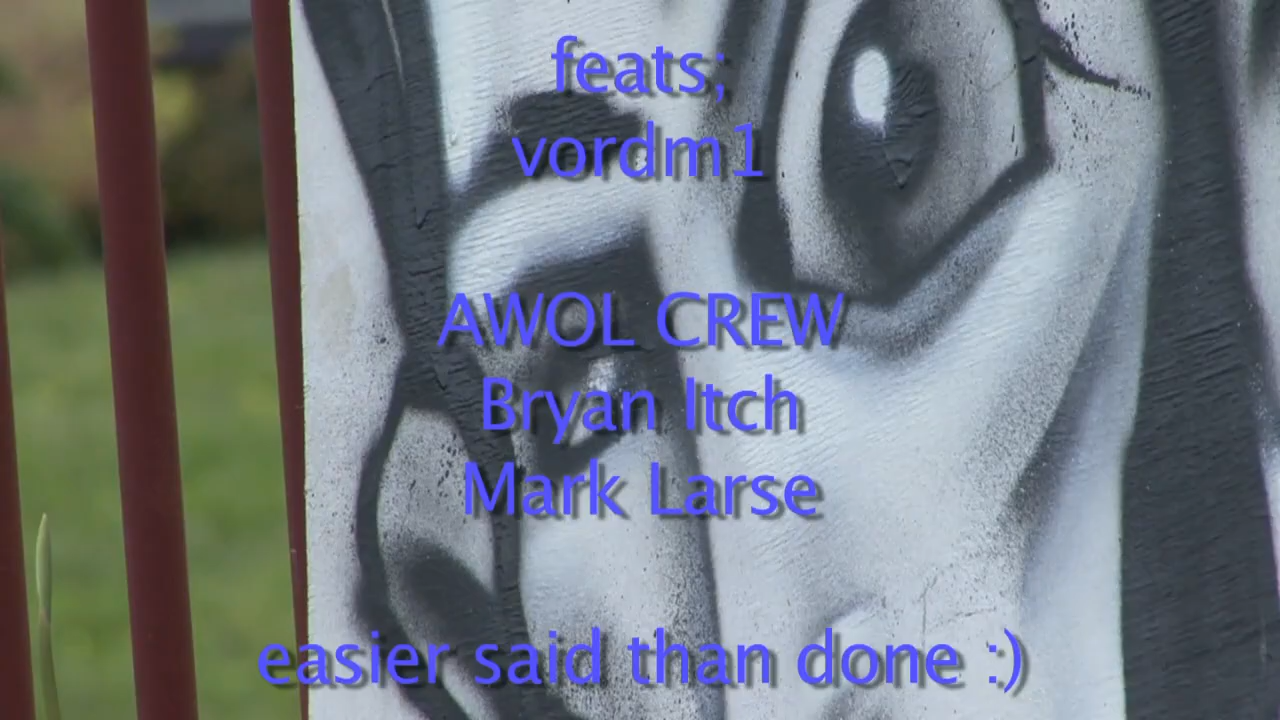 feats;
vordm1
AWOL CREW
Bryan Itch
Mark Larse
easier said than done :)